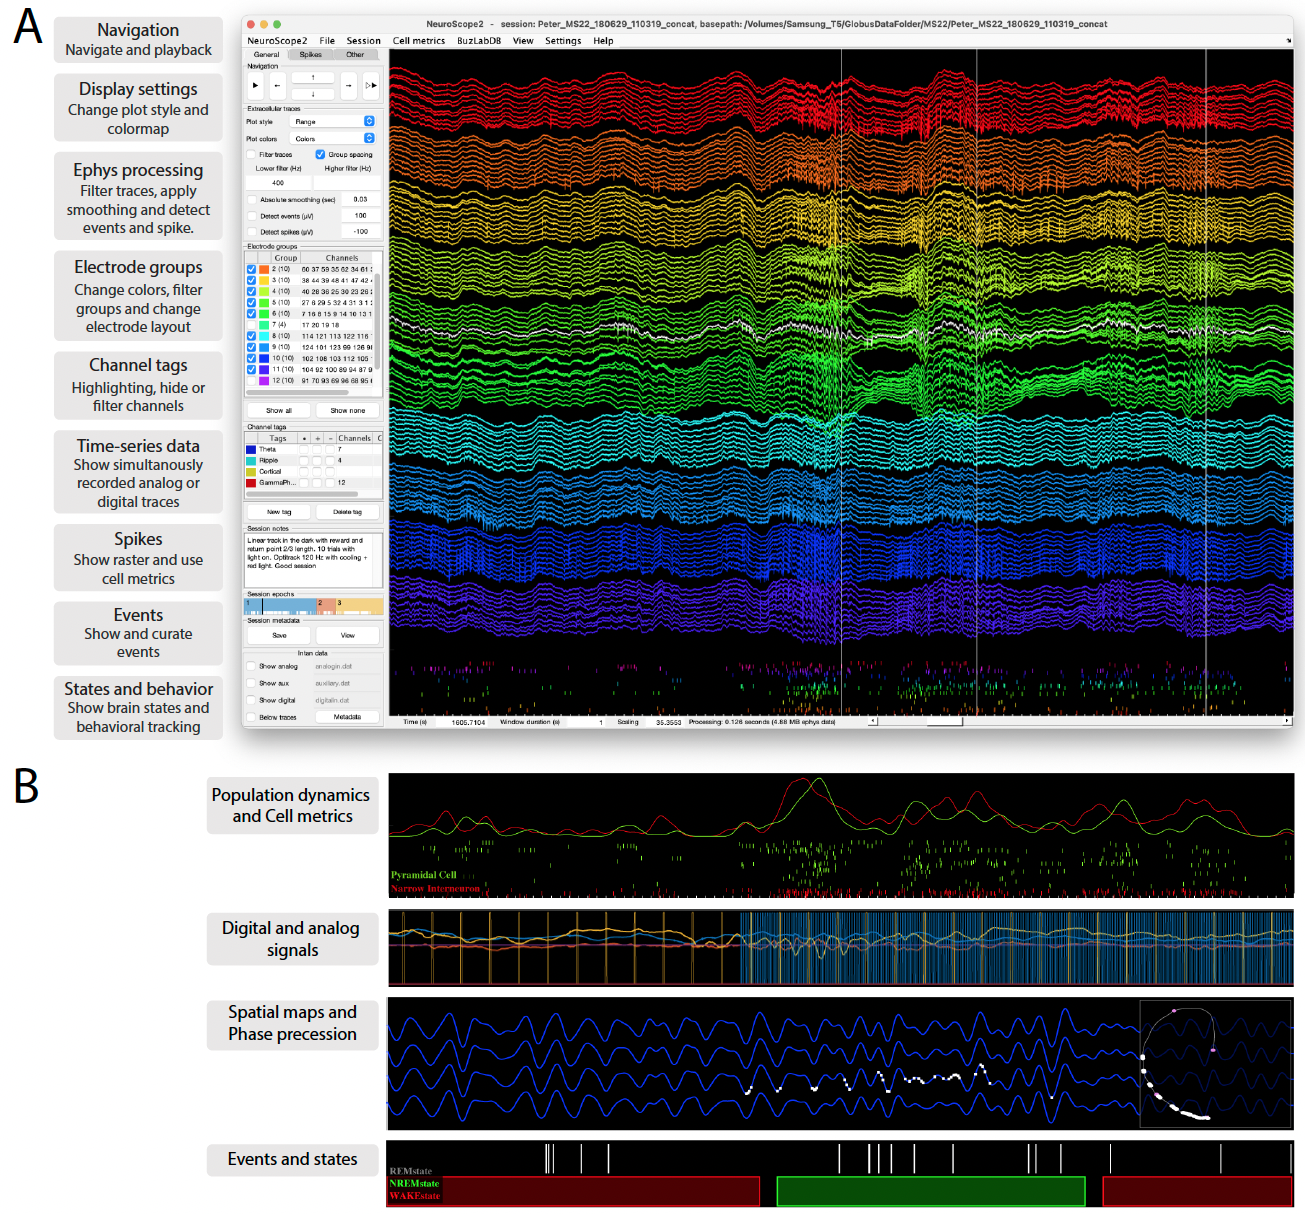 A
Navigation
Navigate and playback
Display settings
Change plot style and
colormap
Ephys processing
Filter traces, apply
smoothing and detect
events and spike.
Electrode groups
Change colors, filter
groups and change
electrode layout
Channel tags
Highlighting, hide or
filter channels
Time-series data
Show simultanously
recorded analog or
digital traces
Spikes
Show raster and use
cell metrics
Events
Show and curate
events
States and behavior
Show brain states and
behavioral tracking
NeuroScope2 - session: Peter_MS22_180629_110319_concat, basepath: /Volumes/Samsung_T5/GlobusDataFolder/MS22/Peter_MS22_180629_110319_concat
NeuroScope2 File Session Cell metrics BuzLabDB View Settings Help
General Spikes Other
Navigation
Extracellular traces
Plot style Range
Plot colors Colors
Filter traces Group spacing
Lower filter (Hz) Higher filter (Hz)
400
Absolute smoothing (sec) 0.03
Detect events (µV) 100
Detect spikes (µV) -100
Electrode groups
Group Channels
2 (10) 60 37 59 35 62 34 61
3 (10) 38 44 39 48 41 47 42
4 (10) 40 28 36 25 30 23 26
5 (10) 27 6 29 5 32 4 31 3 1
6 (10) 7 16 8 15 9 14 10 13 1
7 (4) 17 20 19 18
8 (10) 114 121 113 122 116
9 (10) 124 101 123 99 126
10 (10) 102 108 103 112 105
11 (10) 104 92 100 89 94 87
12 (10) 91 70 93 69 96 68 95
Show all Show none
Channel tags
Tags • + - Channels
Theta 7
Ripple 4
Cortical
GammaPh... 12
New tag Delete tag
Session notes
Linear track in the dark with reward and
return point 2/3 length. 10 trials with
light on. Optitrack 120 Hz with cooling +
red light. Good session
Session epochs
1 2 3
Session metadata
Save View
Intan data
Show analog analogin.dat
Show aux auxiliary.dat
Show digital digitalin.dat
Below traces Metadata
Time (s) 1605.7104 Window duration (s) 1 Scaling 35.3553 Processing: 0.126 seconds (4.88 MB ephys data)
B
Population dynamics
and Cell metrics
Pyramidal Cell
Narrow Interneuron
Digital and analog
signals
Spatial maps and
Phase precession
Events and states
REMstate
NREMstate
WAKEstate